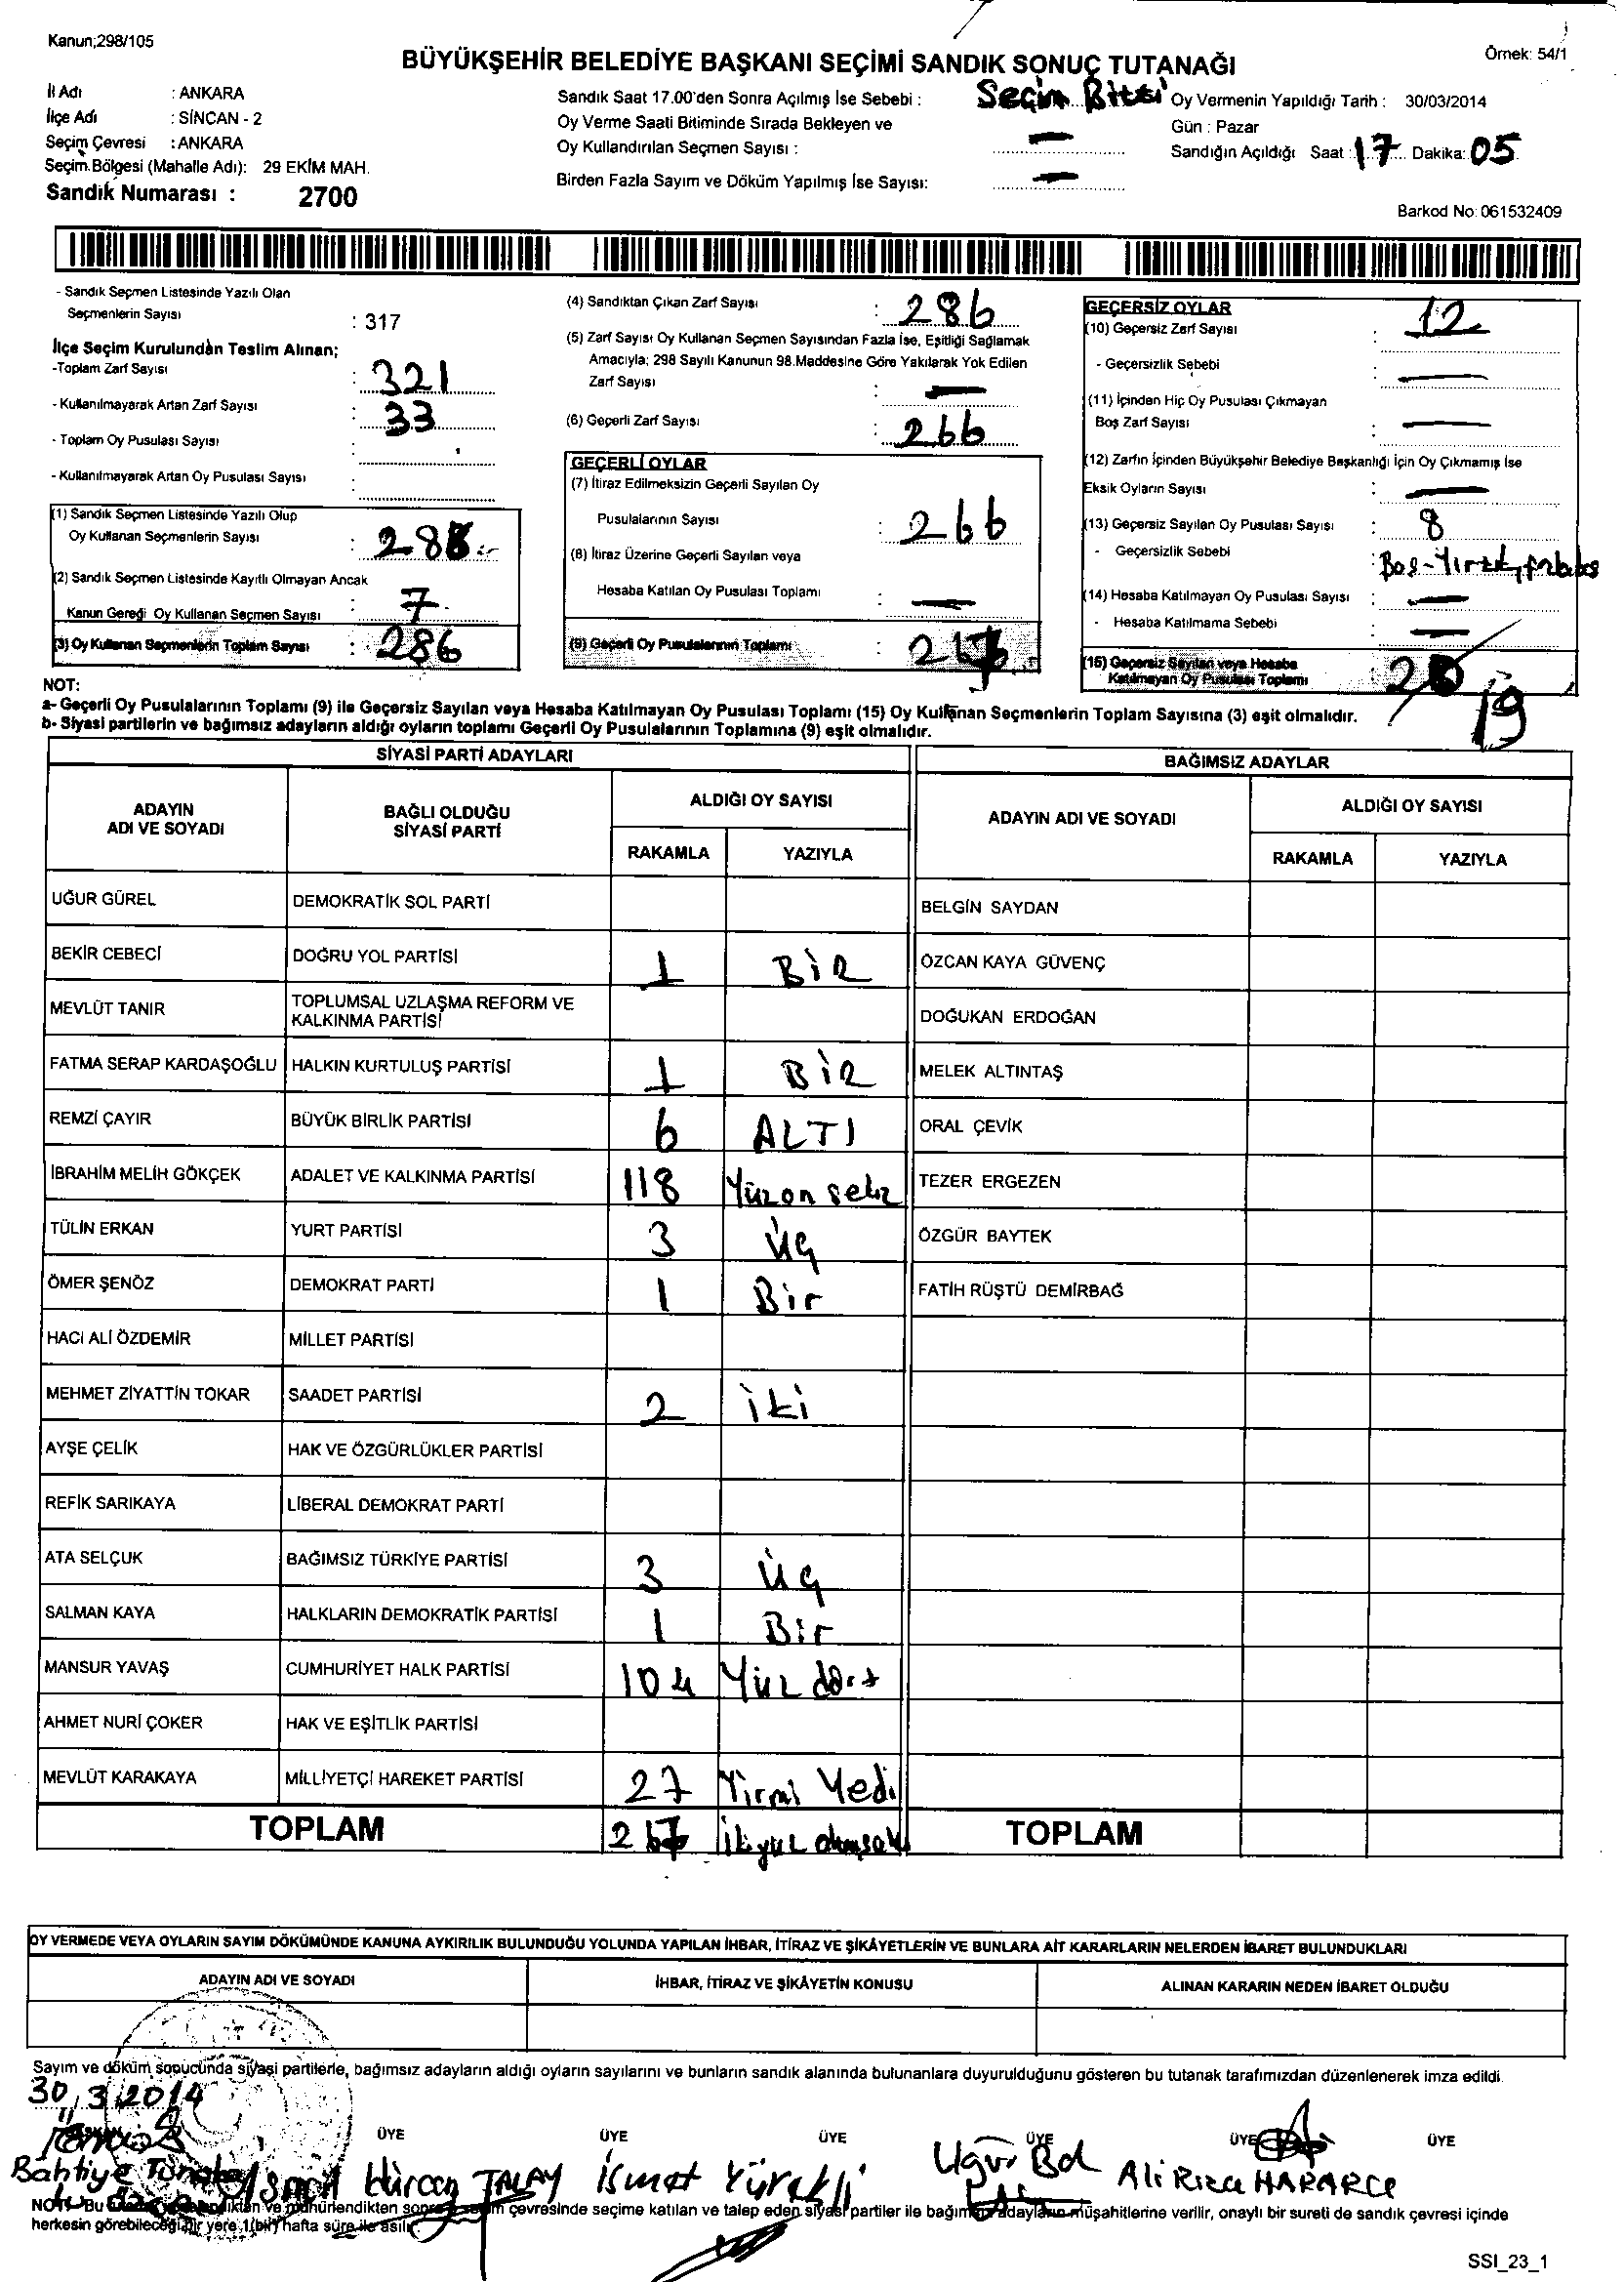 Kanun;298/105
Örnek: 54/1
BÜYÜKŞEHİR BELEDİYE BAŞKANI SEÇİMİ SANDIK SONUÇ TUTANAĞI
İl Adı : ANKARA
İlçe Adı : SİNCAN - 2
Seçim Çevresi : ANKARA
Seçim Bölgesi (Mahalle Adı): 29 EKİM MAH.
Sandık Numarası : 2700
Sandık Saat 17.00'den Sonra Açılmış İse Sebebi : Seçim
Oy Verme Saati Bitiminde Sırada Bekleyen ve
Oy Kullandırılan Seçmen Sayısı : —
Birden Fazla Sayım ve Döküm Yapılmış İse Sayısı: —
Oy Vermenin Yapıldığı Tarih : 30/03/2014
Gün : Pazar
Sandığın Açıldığı Saat : 17 Dakika: 05
Barkod No: 061532409
- Sandık Seçmen Listesinde Yazılı Olan
Seçmenlerin Sayısı : 317
İlçe Seçim Kurulundan Teslim Alınan;
-Toplam Zarf Sayısı : 321
- Kullanılmayarak Artan Zarf Sayısı : 33
- Toplam Oy Pusulası Sayısı :
- Kullanılmayarak Artan Oy Pusulası Sayısı :
(1) Sandık Seçmen Listesinde Yazılı Olup
Oy Kullanan Seçmenlerin Sayısı :
(2) Sandık Seçmen Listesinde Kayıtlı Olmayan Ancak
Kanun Gereği Oy Kullanan Seçmen Sayısı : 7
(3) Oy Kullanan Seçmenlerin Toplam Sayısı : 286
(4) Sandıktan Çıkan Zarf Sayısı : 286
(5) Zarf Sayısı Oy Kullanan Seçmen Sayısından Fazla İse, Eşitliği Sağlamak
Amacıyla; 298 Sayılı Kanunun 98.Maddesine Göre Yakılarak Yok Edilen
Zarf Sayısı : —
(6) Geçerli Zarf Sayısı : 266
GEÇERLİ OYLAR
(7) İtiraz Edilmeksizin Geçerli Sayılan Oy
Pusulalarının Sayısı : 266
(8) İtiraz Üzerine Geçerli Sayılan veya
Hesaba Katılan Oy Pusulası Toplamı : —
(9) Geçerli Oy Pusulalarının Toplamı : 267
GEÇERSİZ OYLAR
(10) Geçersiz Zarf Sayısı : 12
- Geçersizlik Sebebi : —
(11) İçinden Hiç Oy Pusulası Çıkmayan
Boş Zarf Sayısı : —
(12) Zarfın İçinden Büyükşehir Belediye Başkanlığı İçin Oy Çıkmamış İse
Eksik Oyların Sayısı : —
(13) Geçersiz Sayılan Oy Pusulası Sayısı : 8
- Geçersizlik Sebebi : Boş-Yırtık,
(14) Hesaba Katılmayan Oy Pusulası Sayısı : —
- Hesaba Katılmama Sebebi : —
(15) Geçersiz Sayılan veya Hesaba
Katılmayan Oy Pusulası Toplamı : 20 19
NOT:
a- Geçerli Oy Pusulalarının Toplamı (9) ile Geçersiz Sayılan veya Hesaba Katılmayan Oy Pusulası Toplamı (15) Oy Kullanan Seçmenlerin Toplam Sayısına (3) eşit olmalıdır.
b- Siyasi partilerin ve bağımsız adayların aldığı oyların toplamı Geçerli Oy Pusulalarının Toplamına (9) eşit olmalıdır.
SİYASİ PARTİ ADAYLARI
BAĞIMSIZ ADAYLAR
ADAYIN ADI VE SOYADI
BAĞLI OLDUĞU SİYASİ PARTİ
ALDIĞI OY SAYISI
RAKAMLA YAZIYLA
ADAYIN ADI VE SOYADI
ALDIĞI OY SAYISI
RAKAMLA YAZIYLA
UĞUR GÜREL DEMOKRATİK SOL PARTİ BELGİN SAYDAN
BEKİR CEBECİ DOĞRU YOL PARTİSİ 1 BİR ÖZCAN KAYA GÜVENÇ
MEVLÜT TANIR TOPLUMSAL UZLAŞMA REFORM VE KALKINMA PARTİSİ DOĞUKAN ERDOĞAN
FATMA SERAP KARDAŞOĞLU HALKIN KURTULUŞ PARTİSİ 1 BİR MELEK ALTINTAŞ
REMZİ ÇAYIR BÜYÜK BİRLİK PARTİSİ 6 ALTI ORAL ÇEVİK
İBRAHİM MELİH GÖKÇEK ADALET VE KALKINMA PARTİSİ 118 Yüzon sekiz TEZER ERGEZEN
TÜLİN ERKAN YURT PARTİSİ 3 Üç ÖZGÜR BAYTEK
ÖMER ŞENÖZ DEMOKRAT PARTİ 1 Bir FATİH RÜŞTÜ DEMİRBAĞ
HACI ALİ ÖZDEMİR MİLLET PARTİSİ
MEHMET ZİYATTİN TOKAR SAADET PARTİSİ 2 iki
AYŞE ÇELİK HAK VE ÖZGÜRLÜKLER PARTİSİ
REFİK SARIKAYA LİBERAL DEMOKRAT PARTİ
ATA SELÇUK BAĞIMSIZ TÜRKİYE PARTİSİ 3 Üç
SALMAN KAYA HALKLARIN DEMOKRATİK PARTİSİ 1 Bir
MANSUR YAVAŞ CUMHURİYET HALK PARTİSİ 104 Yüz dört
AHMET NURİ ÇOKER HAK VE EŞİTLİK PARTİSİ
MEVLÜT KARAKAYA MİLLİYETÇİ HAREKET PARTİSİ 27 Yirmi Yedi
TOPLAM 267 TOPLAM
OY VERMEDE VEYA OYLARIN SAYIM DÖKÜMÜNDE KANUNA AYKIRILIK BULUNDUĞU YOLUNDA YAPILAN İHBAR, İTİRAZ VE ŞİKÂYETLERİN VE BUNLARA AİT KARARLARIN NELERDEN İBARET BULUNDUKLARI
ADAYIN ADI VE SOYADI İHBAR, İTİRAZ VE ŞİKÂYETİN KONUSU ALINAN KARARIN NEDEN İBARET OLDUĞU
Sayım ve döküm sonucunda siyasi partilerle, bağımsız adayların aldığı oyların sayılarını ve bunların sandık alanında bulunanlara duyurulduğunu gösteren bu tutanak tarafımızdan düzenlenerek imza edildi.
30/3/2014
ÜYE ÜYE ÜYE ÜYE ÜYE ÜYE
Bahtiye TALAY İsmet Yürekli Uğur Ali Rıza
NOT: Bu ve mühürlendikten sonra seçim çevresinde seçime katılan ve talep eden siyasi partiler ile bağımsız adayların müşahitlerine verilir, onaylı bir sureti de sandık çevresi içinde
herkesin görebileceği bir yere 1(bir) hafta süre ile asılır.
SSI_23_1